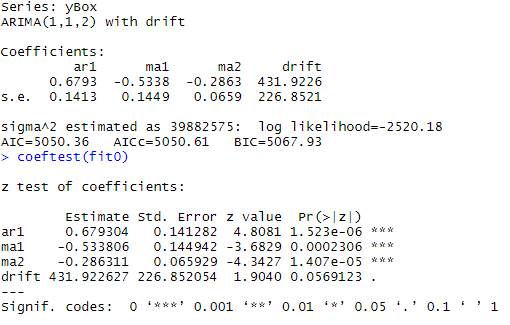 Series: yBox
ARIMA(1,1,2) with drift
Coefficients:
ar1 ma1 ma2 drift
0.6793 -0.5338 -0.2863 431.9226
s.e. 0.1413 0.1449 0.0659 226.8521
sigma^2 estimated as 39882575: log likelihood=-2520.18
AIC=5050.36 AICc=5050.61 BIC=5067.93
> coeftest(fit0)
z test of coefficients:
Estimate Std. Error z value Pr(>|z|)
ar1 0.679304 0.141282 4.8081 1.523e-06 ***
ma1 -0.533806 0.144942 -3.6829 0.0002306 ***
ma2 -0.286311 0.065929 -4.3427 1.407e-05 ***
drift 431.922627 226.852054 1.9040 0.0569123 .
---
Signif. codes: 0 ‘***’ 0.001 ‘**’ 0.01 ‘*’ 0.05 ‘.’ 0.1 ‘ ’ 1